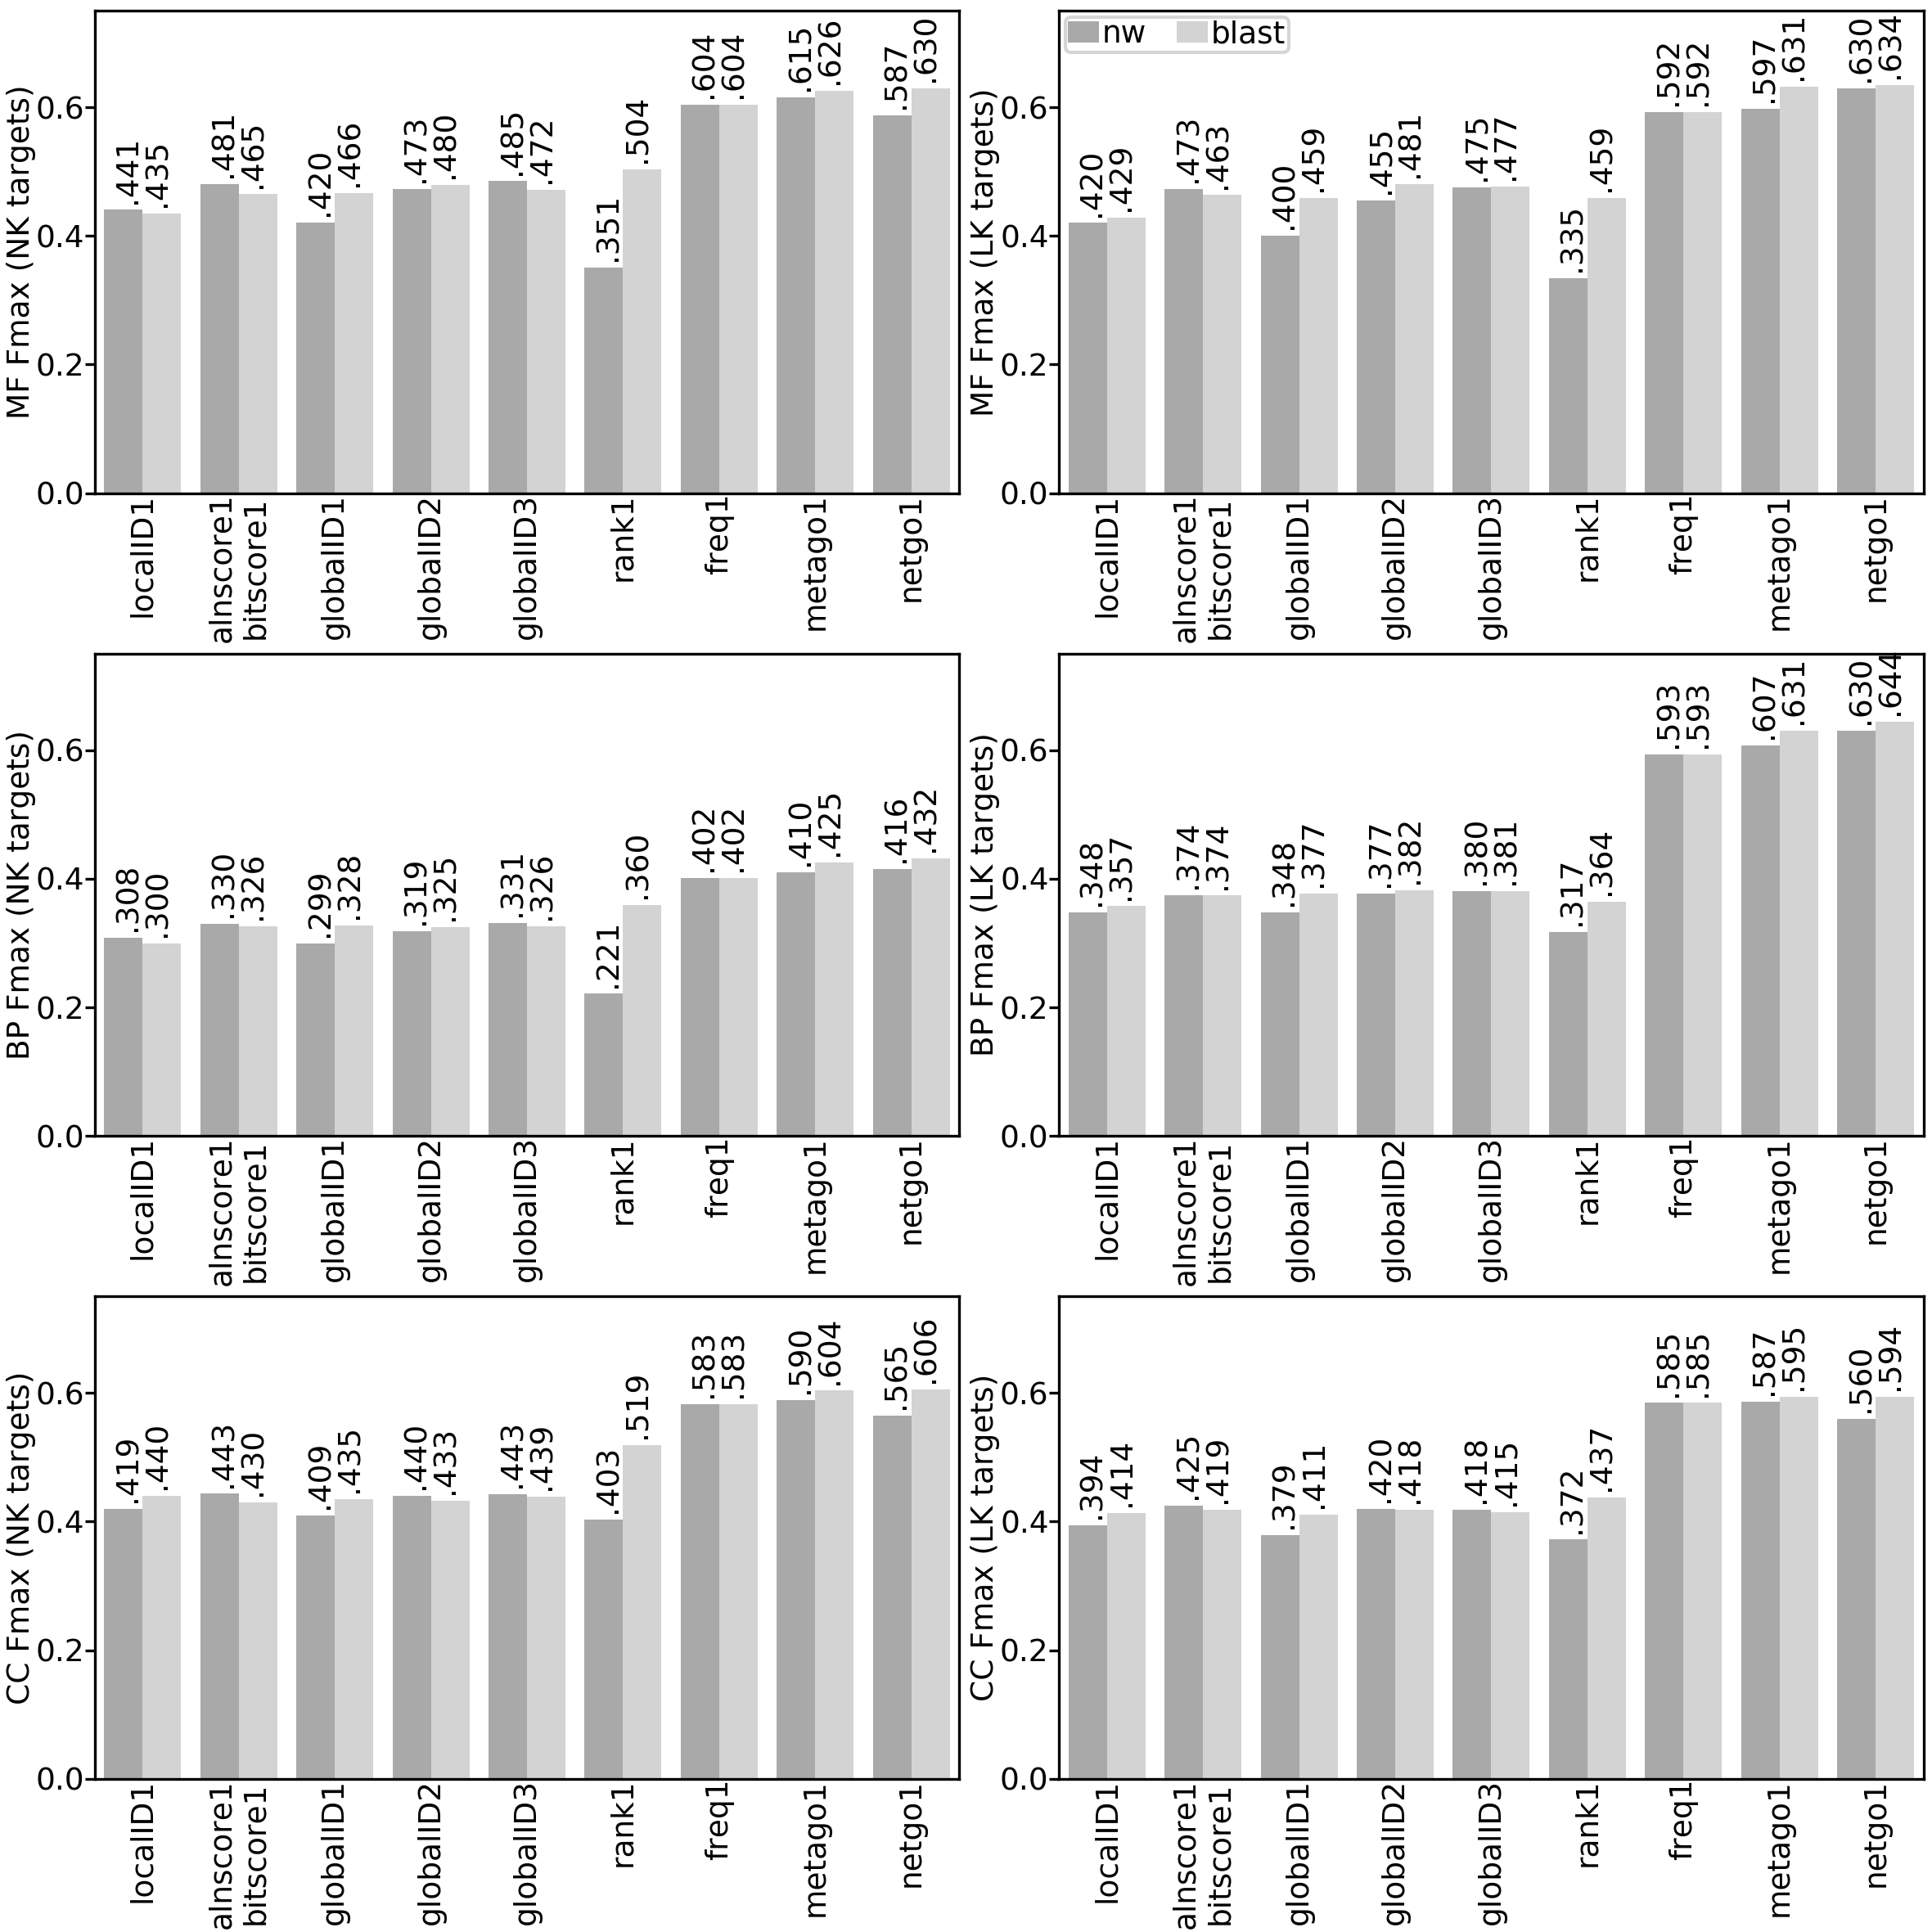 MF Fmax (NK targets)
0.6
0.4
0.2
0.0
.441
.435
.481
.465
.420
.466
.473
.480
.485
.472
.351
.504
.604
.604
.615
.626
.587
.630
localID1
alnscore1
bitscore1
globalID1
globalID2
globalID3
rank1
freq1
metago1
netgo1
MF Fmax (LK targets)
nw
blast
0.6
0.4
0.2
0.0
.420
.429
.473
.463
.400
.459
.455
.481
.475
.477
.335
.459
.592
.592
.597
.631
.630
.634
localID1
alnscore1
bitscore1
globalID1
globalID2
globalID3
rank1
freq1
metago1
netgo1
BP Fmax (NK targets)
0.6
0.4
0.2
0.0
.308
.300
.330
.326
.299
.328
.319
.325
.331
.326
.221
.360
.402
.402
.410
.425
.416
.432
localID1
alnscore1
bitscore1
globalID1
globalID2
globalID3
rank1
freq1
metago1
netgo1
BP Fmax (LK targets)
0.6
0.4
0.2
0.0
.348
.357
.374
.374
.348
.377
.377
.382
.380
.381
.317
.364
.593
.593
.607
.631
.630
.644
localID1
alnscore1
bitscore1
globalID1
globalID2
globalID3
rank1
freq1
metago1
netgo1
CC Fmax (NK targets)
0.6
0.4
0.2
0.0
.419
.440
.443
.430
.409
.435
.440
.433
.443
.439
.403
.519
.583
.583
.590
.604
.565
.606
localID1
alnscore1
bitscore1
globalID1
globalID2
globalID3
rank1
freq1
metago1
netgo1
CC Fmax (LK targets)
0.6
0.4
0.2
0.0
.394
.414
.425
.419
.379
.411
.420
.418
.418
.415
.372
.437
.585
.585
.587
.595
.560
.594
localID1
alnscore1
bitscore1
globalID1
globalID2
globalID3
rank1
freq1
metago1
netgo1